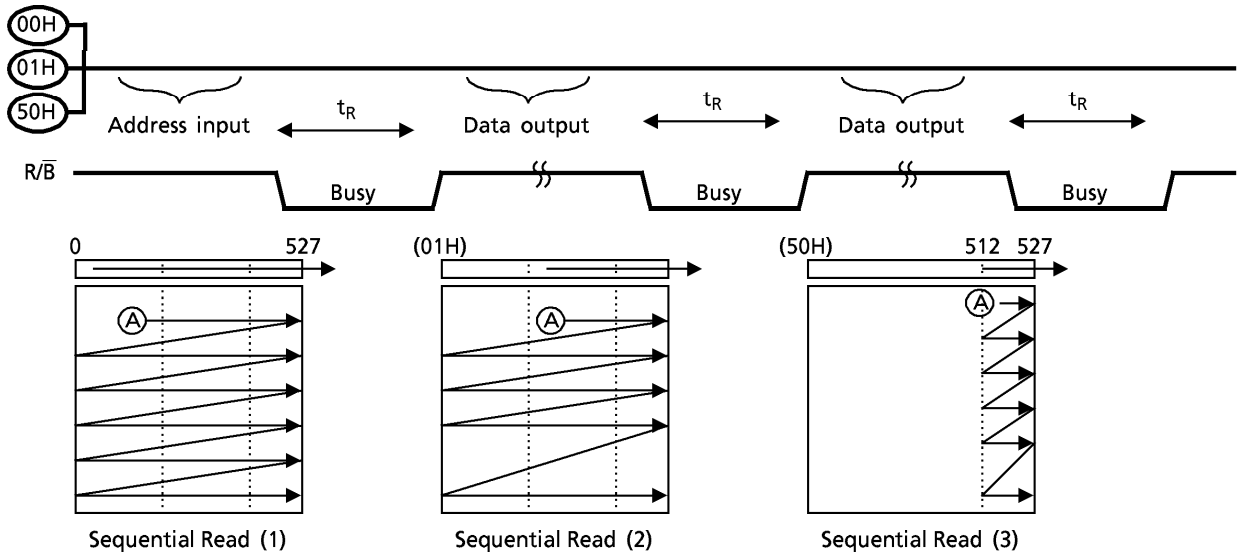 00H
01H
50H
Address input
tR
Data output
tR
Data output
tR
R/B̅
Busy
Busy
Busy
0 527
(01H)
(50H) 512 527
A
A
A
Sequential Read (1)
Sequential Read (2)
Sequential Read (3)